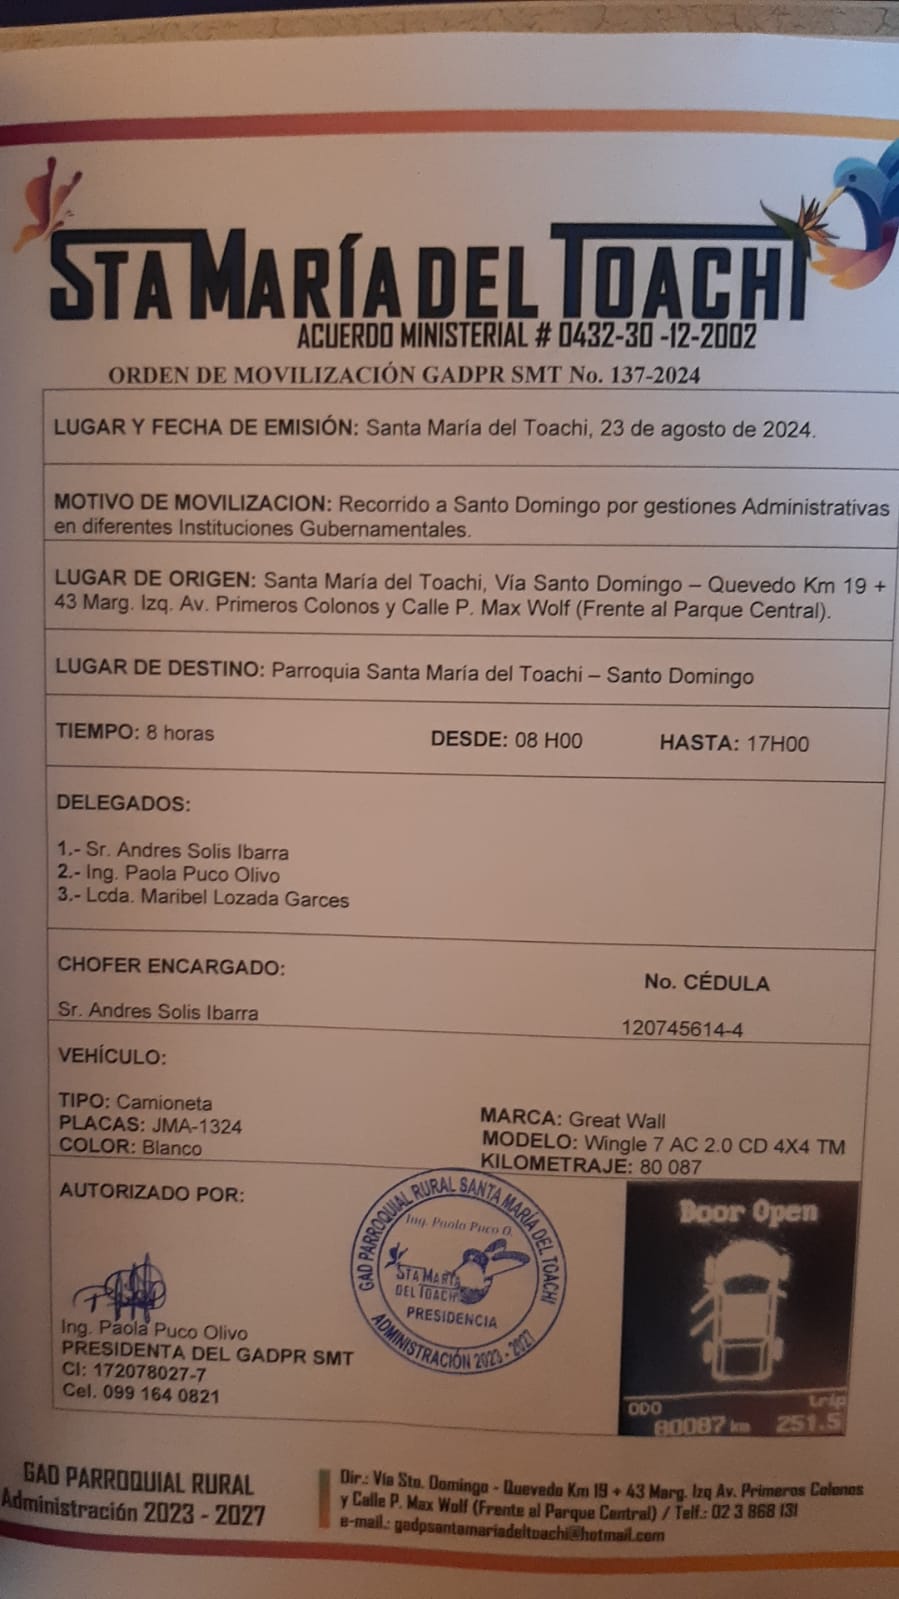 STA MARÍA DEL TOACHI
ACUERDO MINISTERIAL # 0432-30 -12-2002
ORDEN DE MOVILIZACIÓN GADPR SMT No. 137-2024
LUGAR Y FECHA DE EMISIÓN: Santa María del Toachi, 23 de agosto de 2024.
MOTIVO DE MOVILIZACION: Recorrido a Santo Domingo por gestiones Administrativas
en diferentes Instituciones Gubernamentales.
LUGAR DE ORIGEN: Santa María del Toachi, Vía Santo Domingo – Quevedo Km 19 +
43 Marg. Izq. Av. Primeros Colonos y Calle P. Max Wolf (Frente al Parque Central).
LUGAR DE DESTINO: Parroquia Santa María del Toachi – Santo Domingo
TIEMPO: 8 horas DESDE: 08 H00 HASTA: 17H00
DELEGADOS:
1.- Sr. Andres Solis Ibarra
2.- Ing. Paola Puco Olivo
3.- Lcda. Maribel Lozada Garces
CHOFER ENCARGADO: No. CÉDULA
Sr. Andres Solis Ibarra 120745614-4
VEHÍCULO:
TIPO: Camioneta MARCA: Great Wall
PLACAS: JMA-1324 MODELO: Wingle 7 AC 2.0 CD 4X4 TM
COLOR: Blanco KILOMETRAJE: 80 087
AUTORIZADO POR:
GAD PARROQUIAL RURAL SANTA MARÍA DEL TOACHI
Ing. Paola Puco O.
STA MARÍA
DEL TOACHI
PRESIDENCIA
ADMINISTRACIÓN 2023 - 2027
Door Open
ODO trip
80087 km 251.5
Ing. Paola Puco Olivo
PRESIDENTA DEL GADPR SMT
CI: 172078027-7
Cel. 099 164 0821
GAD PARROQUIAL RURAL
Administración 2023 - 2027
Dir.: Vía Sto. Domingo - Quevedo Km 19 + 43 Marg. Izq Av. Primeros Colonos
y Calle P. Max Wolf (Frente al Parque Central) / Telf.: 02 3 868 131
e-mail.: gadpsantamariadeltoachi@hotmail.com